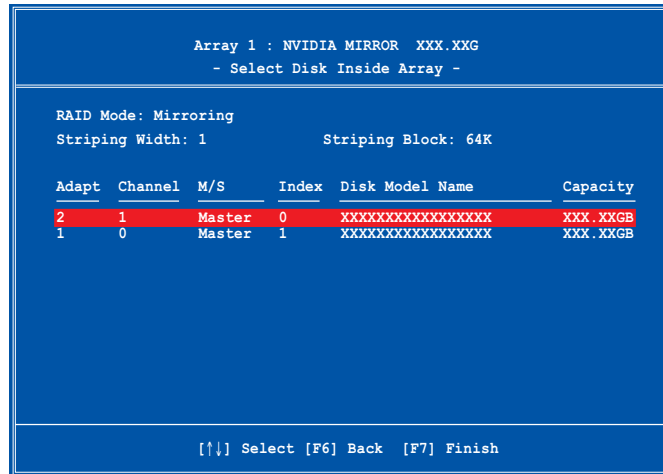 Array 1 : NVIDIA MIRROR  XXX.XXG
- Select Disk Inside Array -
RAID Mode: Mirroring
Striping Width: 1    Striping Block: 64K
Adapt  Channel  M/S  Index  Disk Model Name  Capacity
2  1  Master  0  XXXXXXXXXXXXXXXXX  XXX.XXGB
1  0  Master  1  XXXXXXXXXXXXXXXXX  XXX.XXGB
[↑↓] Select [F6] Back  [F7] Finish